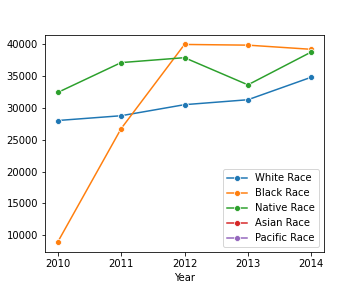 40000
35000
30000
25000
20000
15000
10000
2010 2011 2012 2013 2014
Year
White Race
Black Race
Native Race
Asian Race
Pacific Race